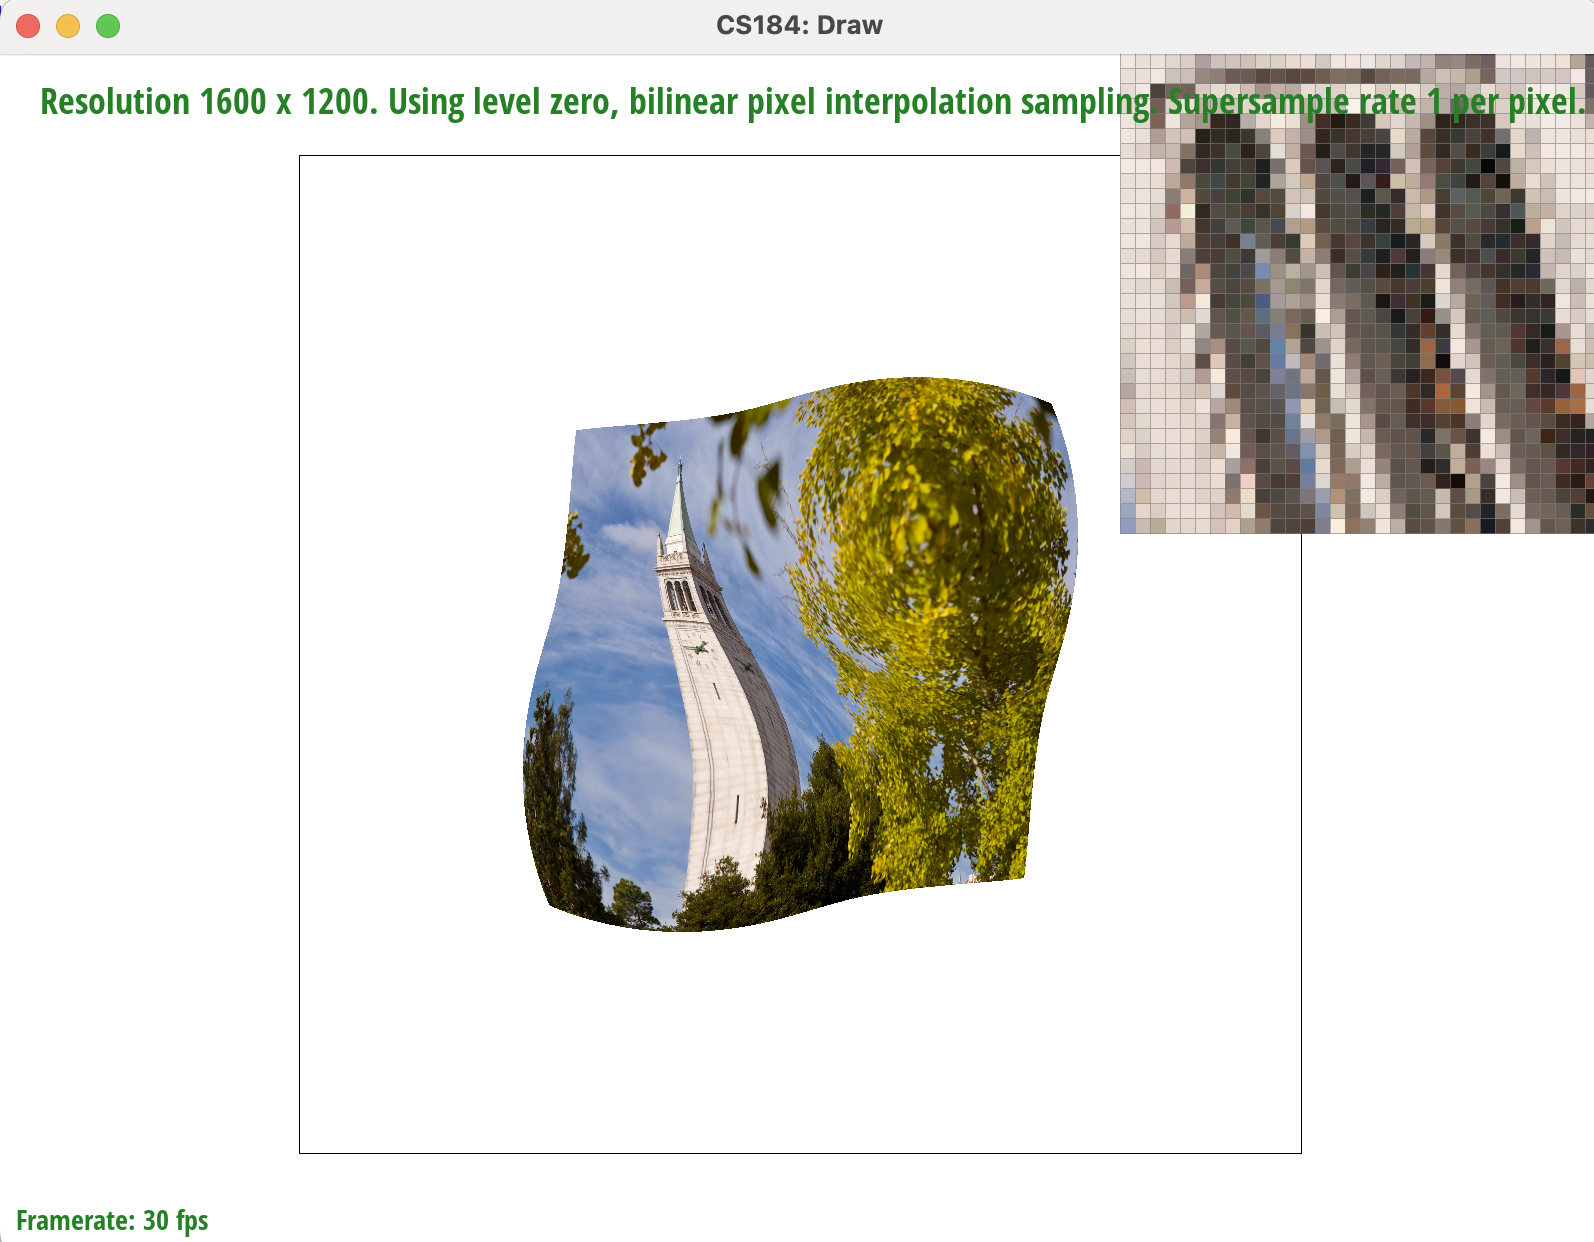 CS184: Draw
Resolution 1600 x 1200. Using level zero, bilinear pixel interpolation sampling. Supersample rate 1 per pixel.
Framerate: 30 fps